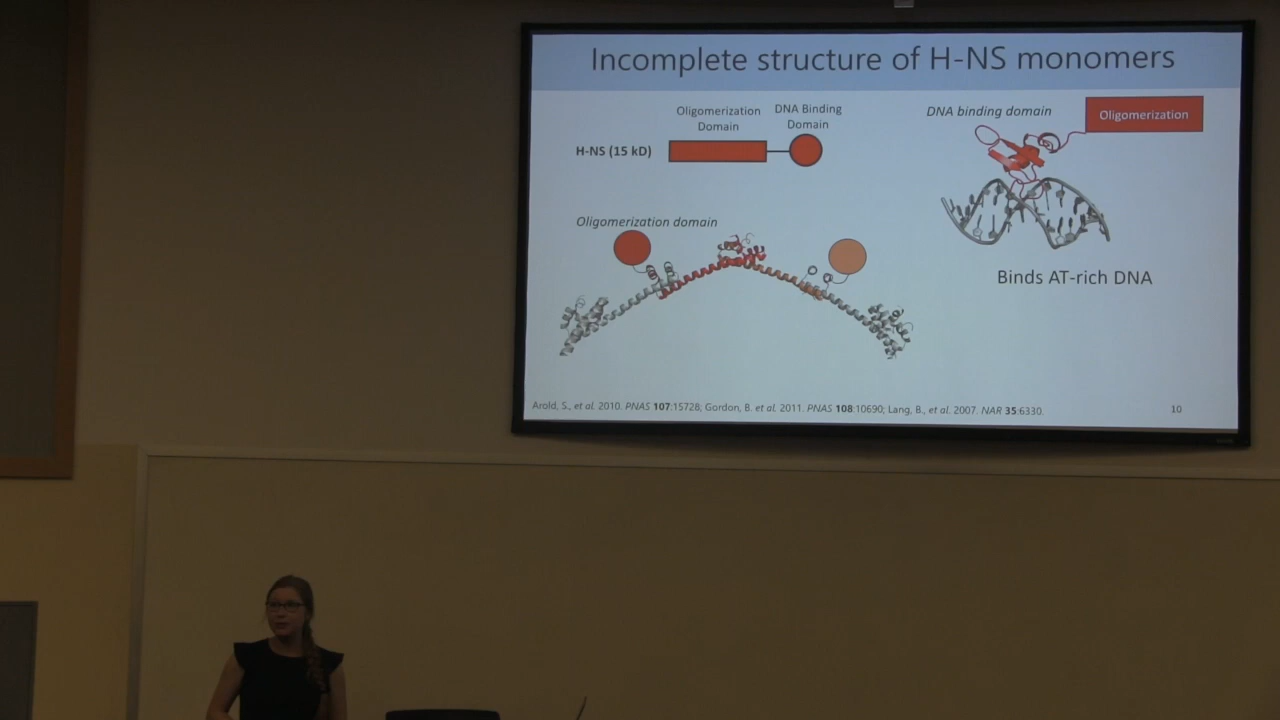 Incomplete structure of H-NS monomers
Oligomerization
Domain
DNA Binding
Domain
H-NS (15 kD)
DNA binding domain
Oligomerization
Oligomerization domain
Binds AT-rich DNA
Arold, S., et al. 2010. PNAS 107:15728; Gordon, B. et al. 2011. PNAS 108:10690; Lang, B., et al. 2007. NAR 35:6330.
10